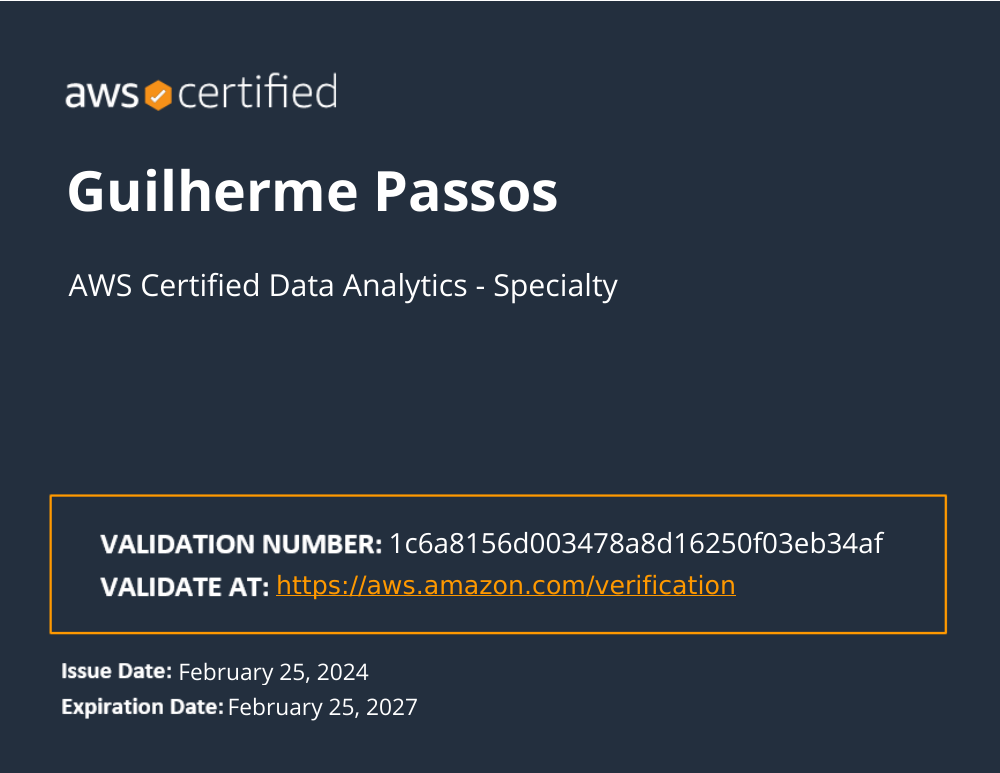 aws certified
Guilherme Passos
AWS Certified Data Analytics - Specialty
VALIDATION NUMBER: 1c6a8156d003478a8d16250f03eb34af
VALIDATE AT: https://aws.amazon.com/verification
Issue Date: February 25, 2024
Expiration Date: February 25, 2027